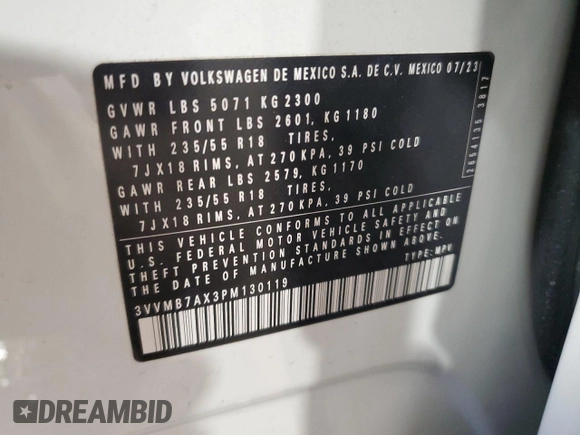 MFD BY VOLKSWAGEN DE MEXICO S.A. DE C.V. MEXICO 07/23
GVWR LBS 5071 KG 2300
GAWR FRONT LBS 2601, KG 1180
WITH 235/55 R18 TIRES,
7JX18 RIMS, AT 270 KPA, 39 PSI COLD
GAWR REAR LBS 2579, KG 1170
WITH 235/55 R18 TIRES,
7JX18 RIMS, AT 270 KPA, 39 PSI COLD
THIS VEHICLE CONFORMS TO ALL APPLICABLE
U.S. FEDERAL MOTOR VEHICLE SAFETY AND
THEFT PREVENTION STANDARDS IN EFFECT ON
THE DATE OF MANUFACTURE SHOWN ABOVE.
TYPE: MPV
3VVMB7AX3PM130119
2654135 3817
DREAMBID